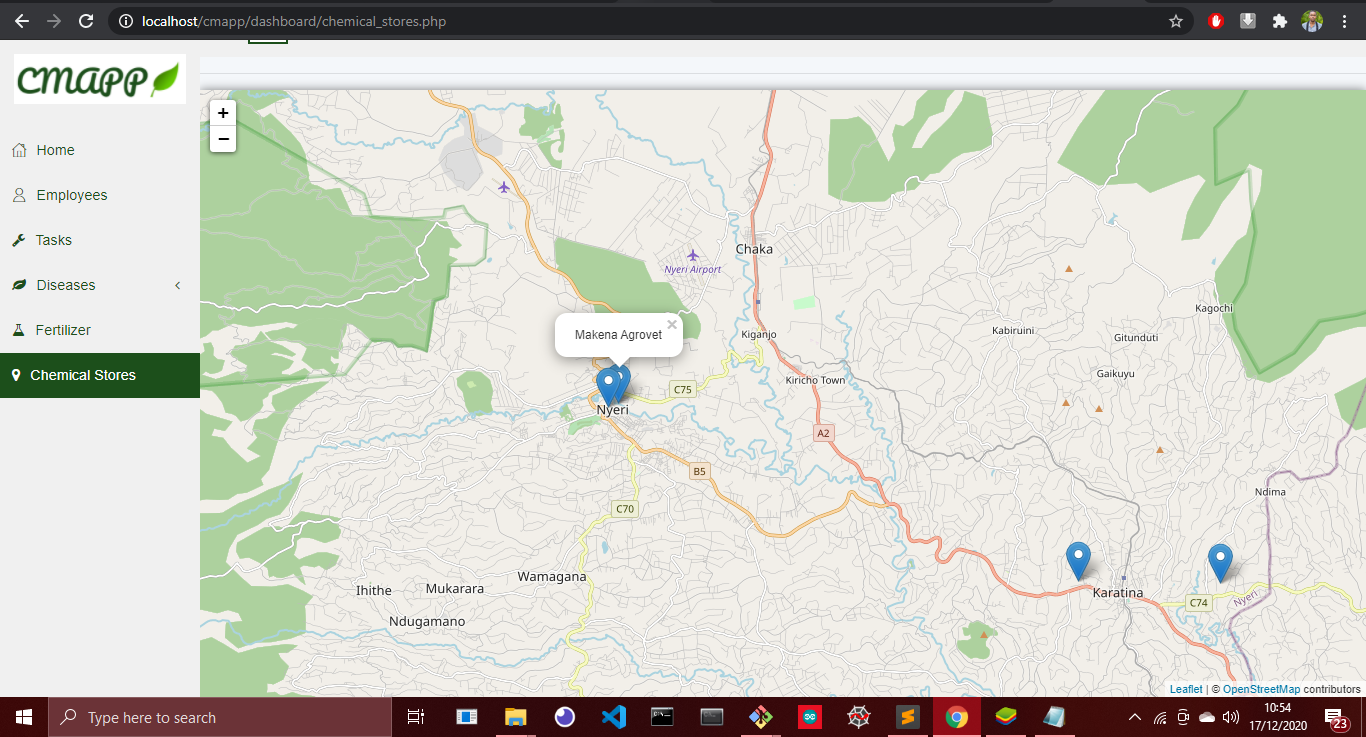 localhost/cmapp/dashboard/chemical_stores.php
cmapp
Home
Employees
Tasks
Diseases
Fertilizer
Chemical Stores
+
−
Chaka
Nyeri Airport
Kagochi
Makena Agrovet ×
Kiganjo
Kabiruini
Gitunduti
Kiricho Town
Gaikuyu
C75
Nyeri
A2
B5
Ndima
C70
Wamagana
Ihithe
Mukarara
Karatina
C74
Nyeri
Ndugamano
Leaflet | © OpenStreetMap contributors
Type here to search
10:54
17/12/2020
23